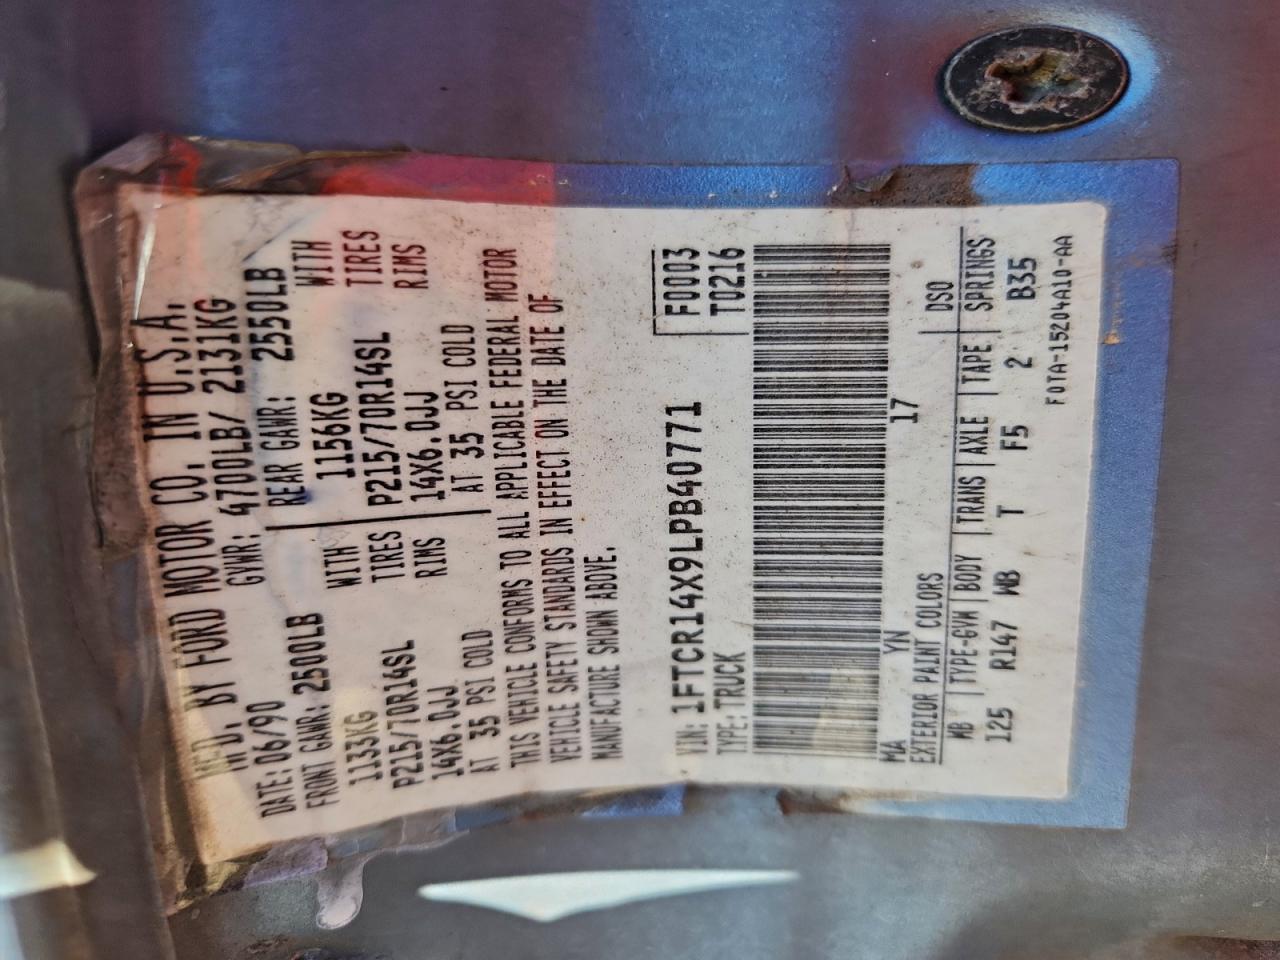 MFD. BY FORD MOTOR CO. IN U.S.A.
DATE: 06/90 GVWR: 4700LB/ 2131KG
FRONT GAWR: 2500LB REAR GAWR: 2550LB
1133KG WITH 1156KG WITH
P215/70R14SL TIRES P215/70R14SL TIRES
14X6.0JJ RIMS 14X6.0JJ RIMS
AT 35 PSI COLD AT 35 PSI COLD
THIS VEHICLE CONFORMS TO ALL APPLICABLE FEDERAL MOTOR
VEHICLE SAFETY STANDARDS IN EFFECT ON THE DATE OF
MANUFACTURE SHOWN ABOVE.
VIN: 1FTCR14X9LPB40771 F0003
TYPE: TRUCK T0216
MA YN 17
EXTERIOR PAINT COLORS DSO
WB TYPE-GVW BODY TRANS AXLE TAPE SPRINGS
125 R147 WB T F5 2 B35
F0TA-15204A10-AA